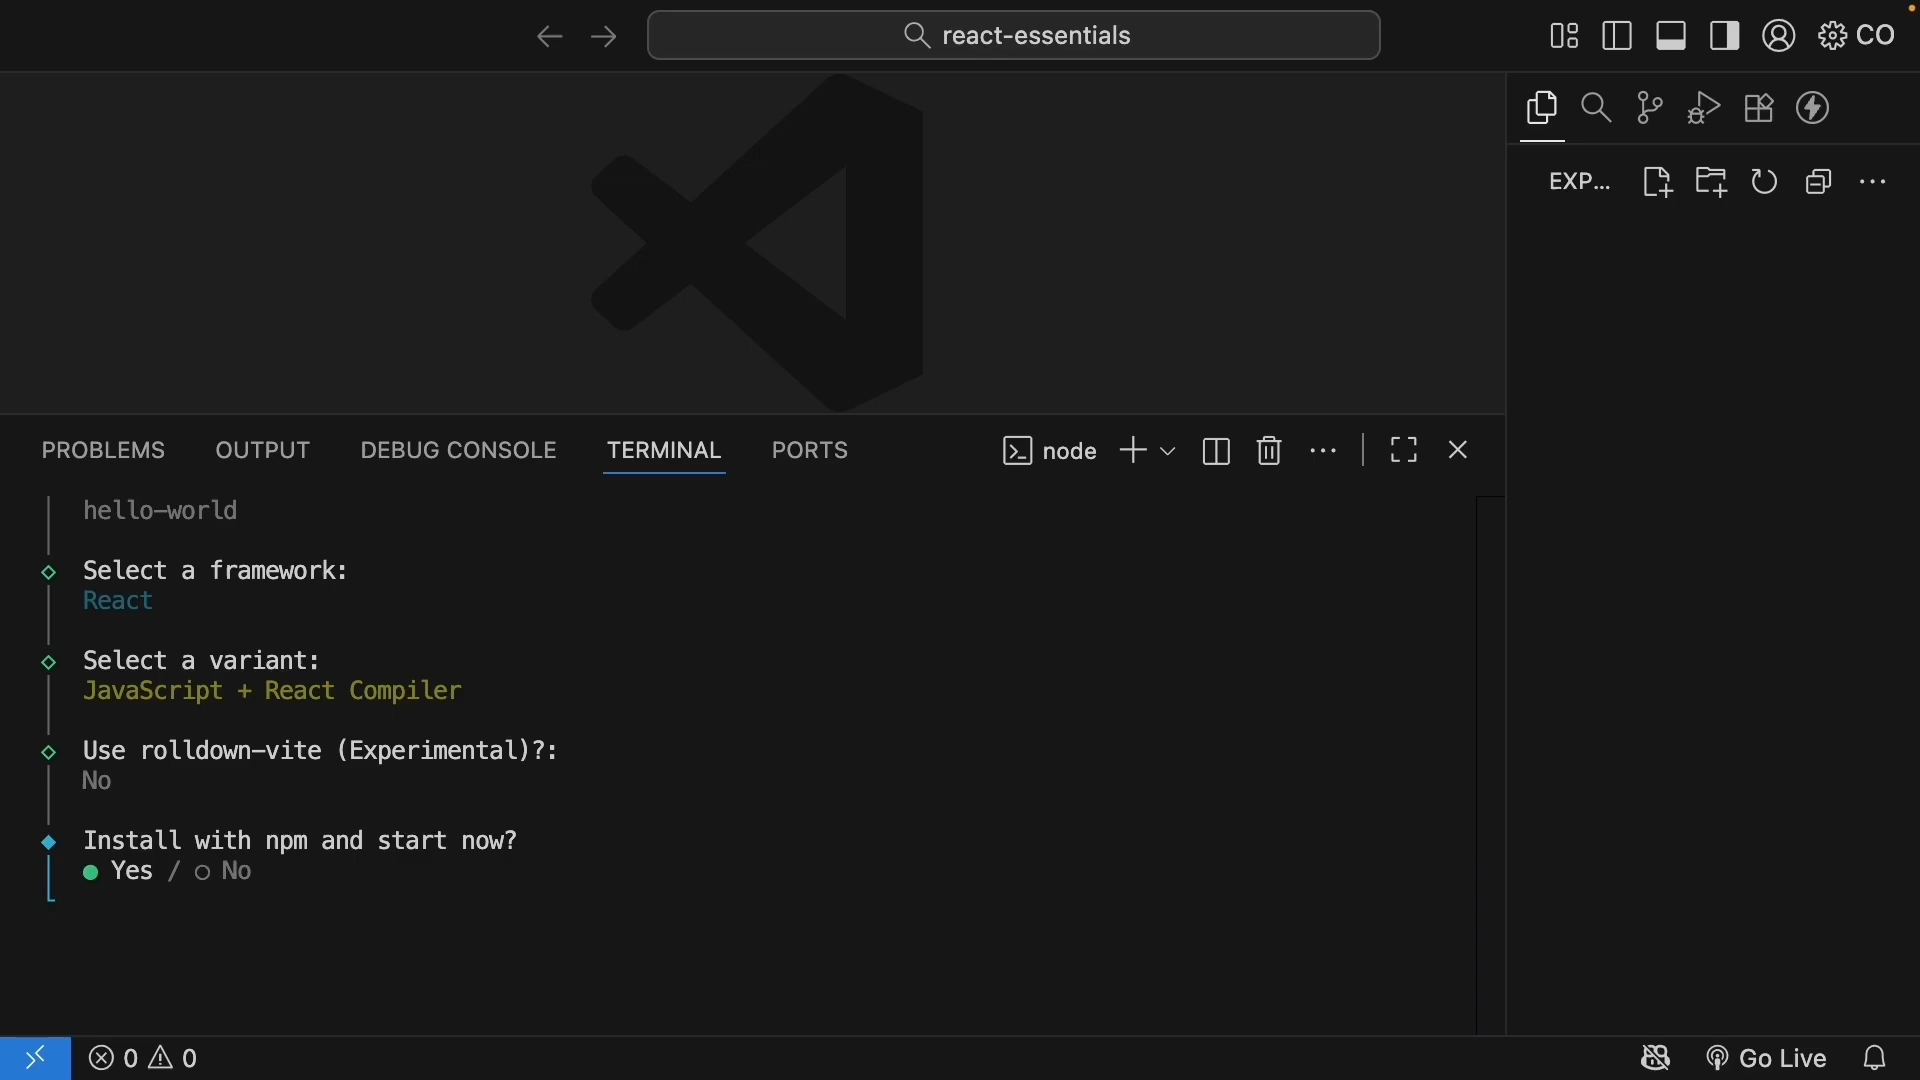 react-essentials
CO
EXP...
PROBLEMS OUTPUT DEBUG CONSOLE TERMINAL PORTS
node
hello-world
Select a framework:
React
Select a variant:
JavaScript + React Compiler
Use rolldown-vite (Experimental)?:
No
Install with npm and start now?
Yes / No
0 0
Go Live